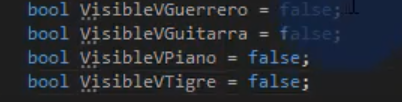 bool VisibleVGuerrero = false;
bool VisibleVGuitarra = false;
bool VisibleVPiano = false;
bool VisibleVTigre = false;